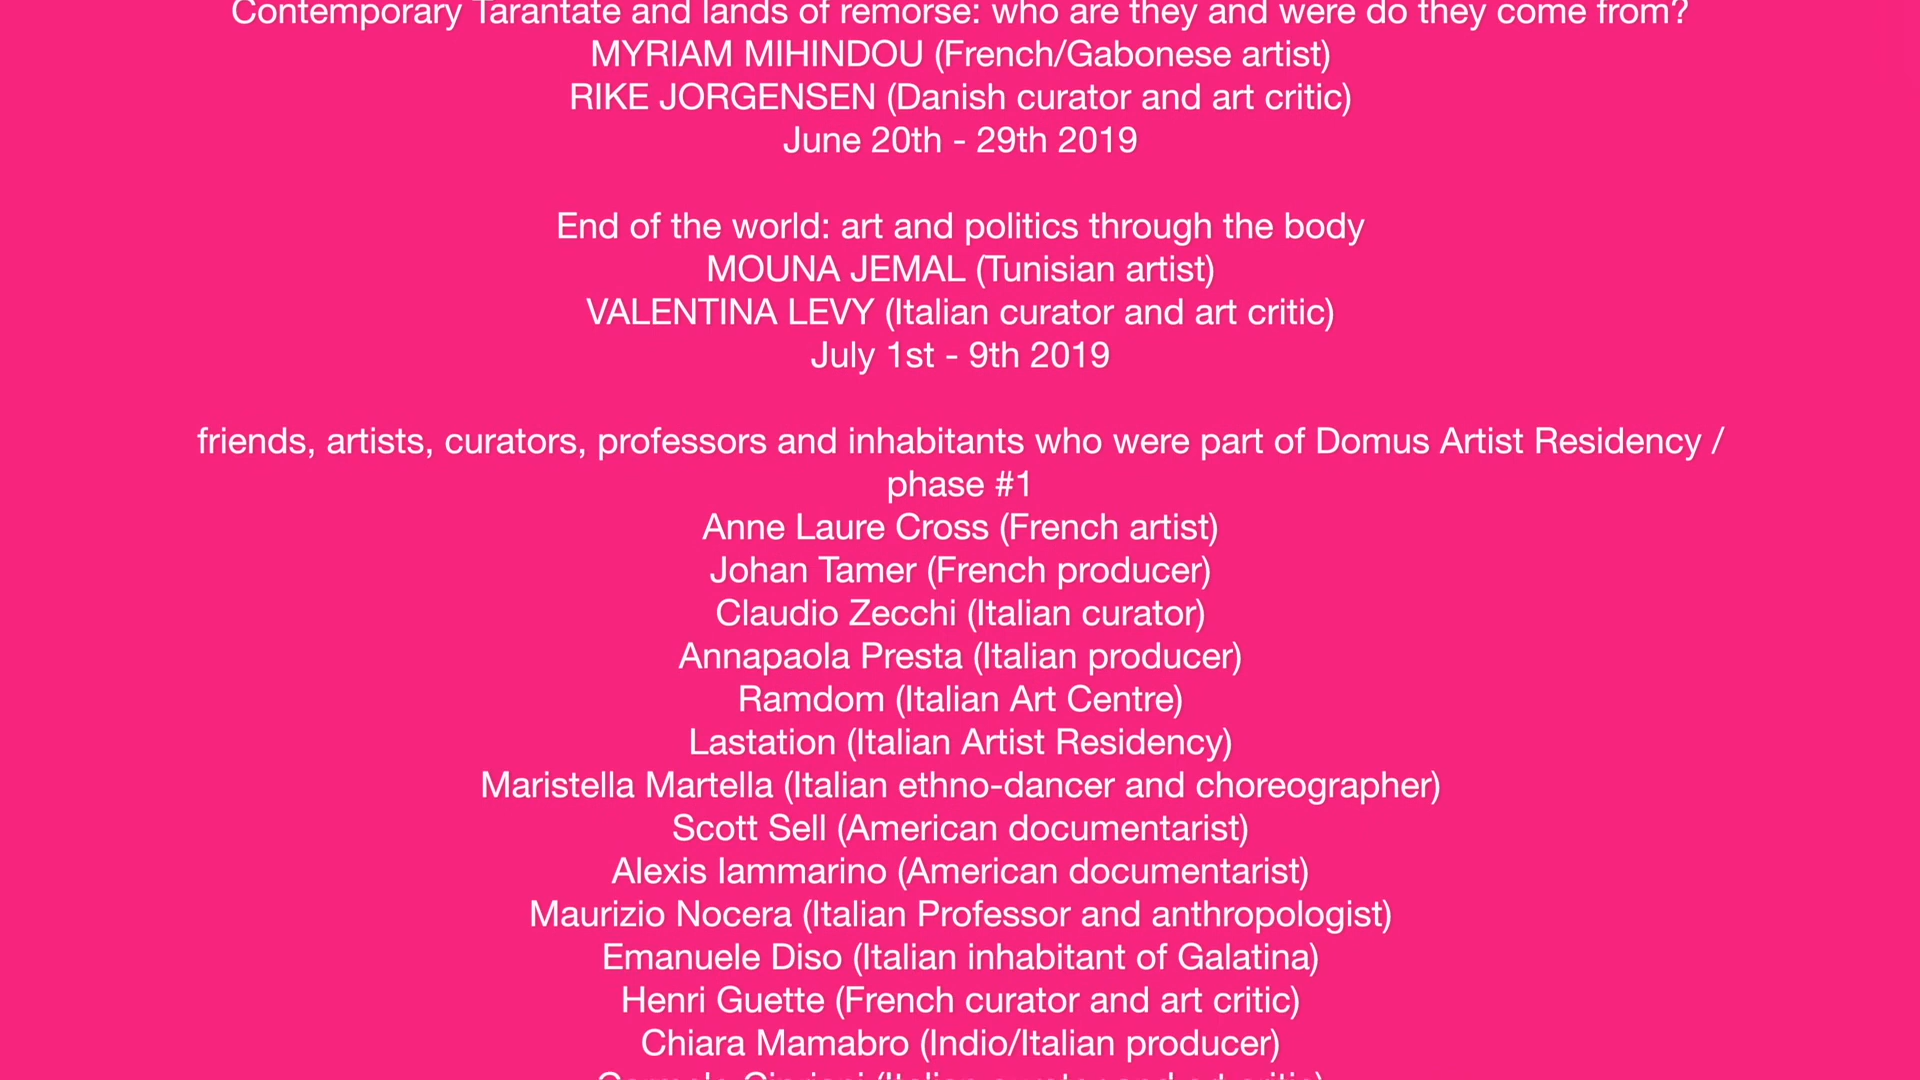 Contemporary Tarantate and lands of remorse: who are they and were do they come from?
MYRIAM MIHINDOU (French/Gabonese artist)
RIKE JORGENSEN (Danish curator and art critic)
June 20th - 29th 2019
End of the world: art and politics through the body
MOUNA JEMAL (Tunisian artist)
VALENTINA LEVY (Italian curator and art critic)
July 1st - 9th 2019
friends, artists, curators, professors and inhabitants who were part of Domus Artist Residency /
phase #1
Anne Laure Cross (French artist)
Johan Tamer (French producer)
Claudio Zecchi (Italian curator)
Annapaola Presta (Italian producer)
Ramdom (Italian Art Centre)
Lastation (Italian Artist Residency)
Maristella Martella (Italian ethno-dancer and choreographer)
Scott Sell (American documentarist)
Alexis Iammarino (American documentarist)
Maurizio Nocera (Italian Professor and anthropologist)
Emanuele Diso (Italian inhabitant of Galatina)
Henri Guette (French curator and art critic)
Chiara Mamabro (Indio/Italian producer)
(Italian curator and art critic)